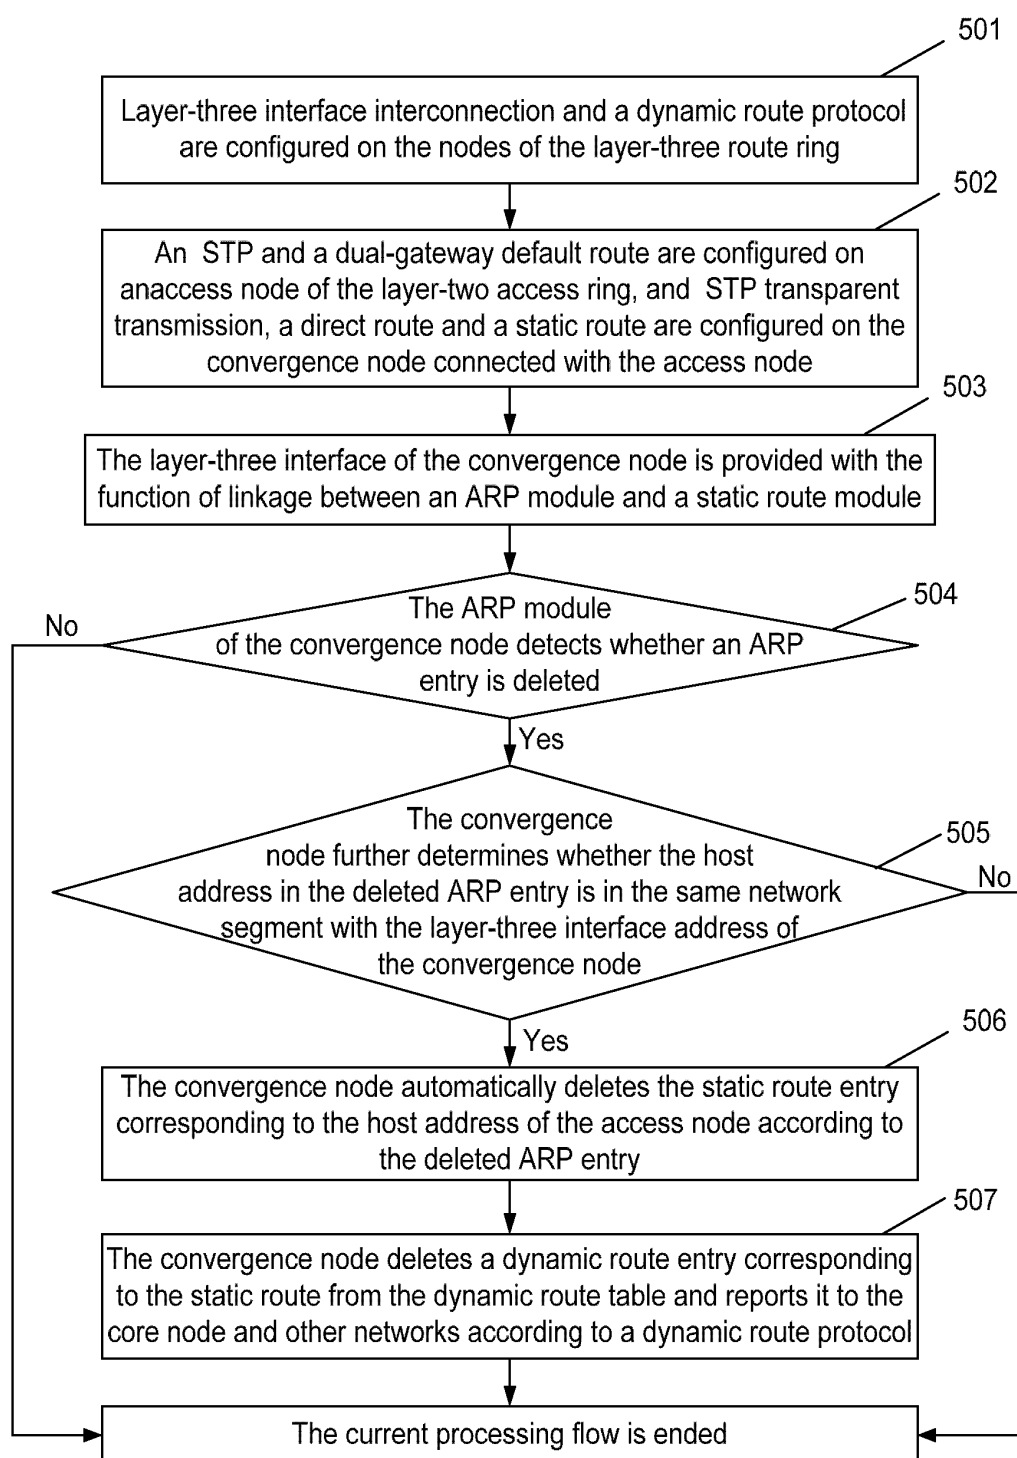 501
Layer-three interface interconnection and a dynamic route protocol
are configured on the nodes of the layer-three route ring
502
An STP and a dual-gateway default route are configured on
anaccess node of the layer-two access ring, and STP transparent
transmission, a direct route and a static route are configured on the
convergence node connected with the access node
503
The layer-three interface of the convergence node is provided with the
function of linkage between an ARP module and a static route module
504
No
The ARP module
of the convergence node detects whether an ARP
entry is deleted
Yes
505
The convergence
node further determines whether the host
address in the deleted ARP entry is in the same network
segment with the layer-three interface address of
the convergence node
No
Yes
506
The convergence node automatically deletes the static route entry
corresponding to the host address of the access node according to
the deleted ARP entry
507
The convergence node deletes a dynamic route entry corresponding
to the static route from the dynamic route table and reports it to the
core node and other networks according to a dynamic route protocol
The current processing flow is ended